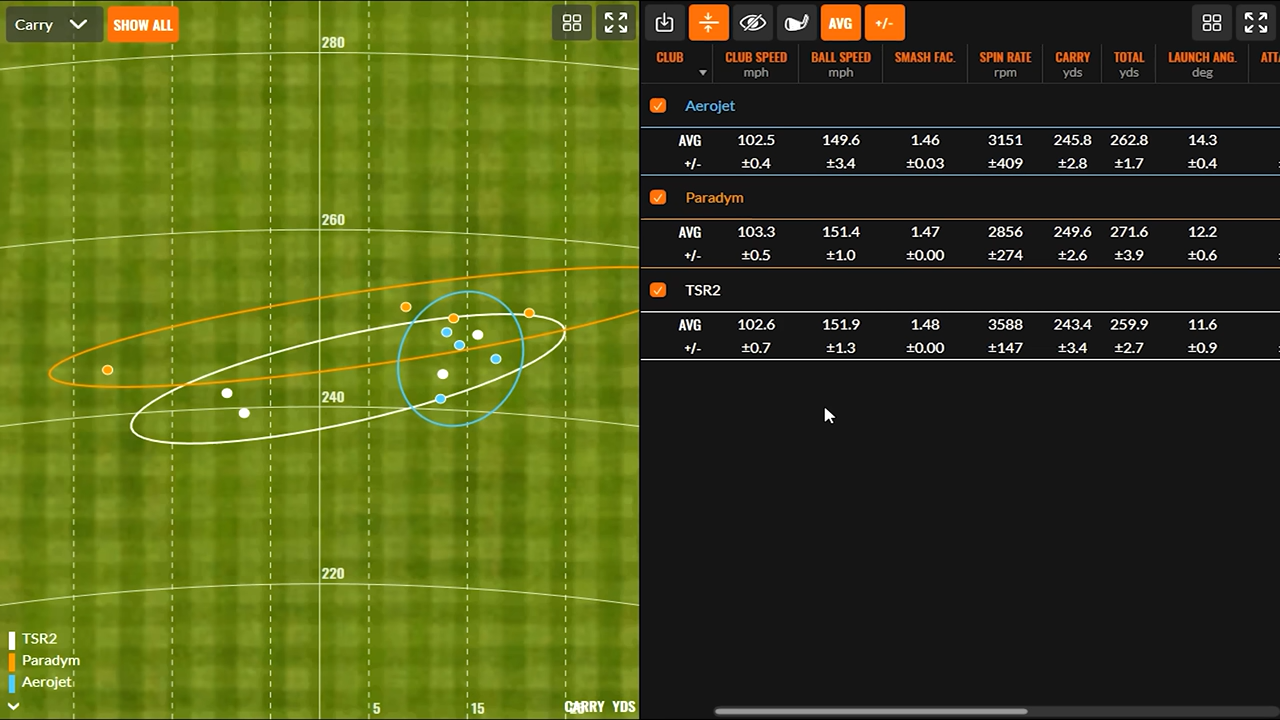 Carry
SHOW ALL
280
260
240
220
5
15
CARRY YDS
TSR2
Paradym
Aerojet
AVG
+/-
CLUB
CLUB SPEED BALL SPEED SMASH FAC. SPIN RATE CARRY TOTAL LAUNCH ANG. ATTA
mph mph rpm yds yds deg
Aerojet
AVG 102.5 149.6 1.46 3151 245.8 262.8 14.3
+/- ±0.4 ±3.4 ±0.03 ±409 ±2.8 ±1.7 ±0.4
Paradym
AVG 103.3 151.4 1.47 2856 249.6 271.6 12.2
+/- ±0.5 ±1.0 ±0.00 ±274 ±2.6 ±3.9 ±0.6
TSR2
AVG 102.6 151.9 1.48 3588 243.4 259.9 11.6
+/- ±0.7 ±1.3 ±0.00 ±147 ±3.4 ±2.7 ±0.9